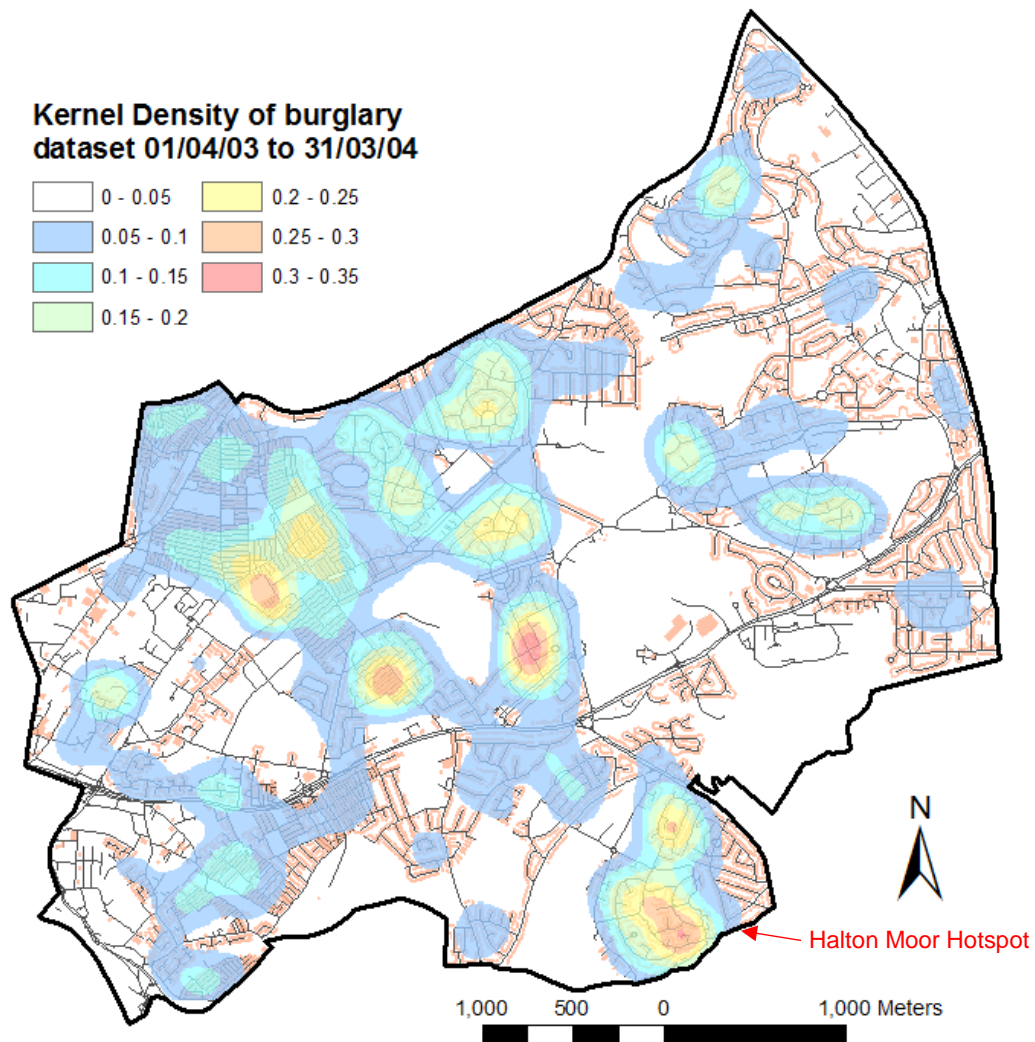 Kernel Density of burglary
dataset 01/04/03 to 31/03/04
0 - 0.05
0.2 - 0.25
0.05 - 0.1
0.25 - 0.3
0.1 - 0.15
0.3 - 0.35
0.15 - 0.2
N
Halton Moor Hotspot
1,000 500 0 1,000 Meters